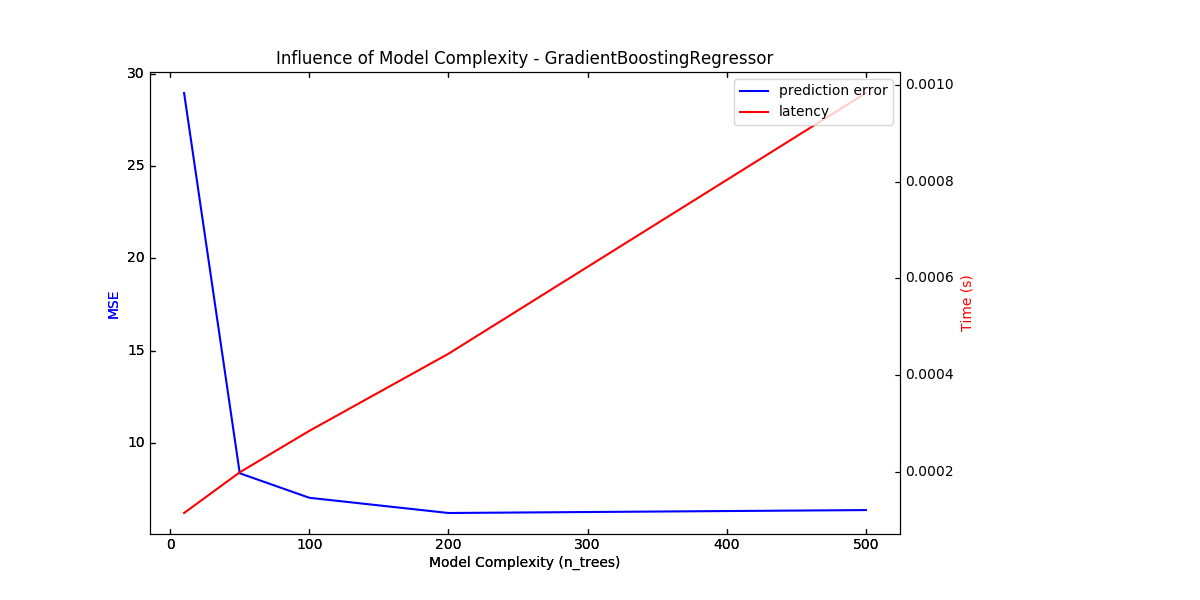 Influence of Model Complexity - GradientBoostingRegressor
prediction error
latency
30
25
20
15
10
MSE
0.0010
0.0008
0.0006
0.0004
0.0002
Time (s)
0 100 200 300 400 500
Model Complexity (n_trees)